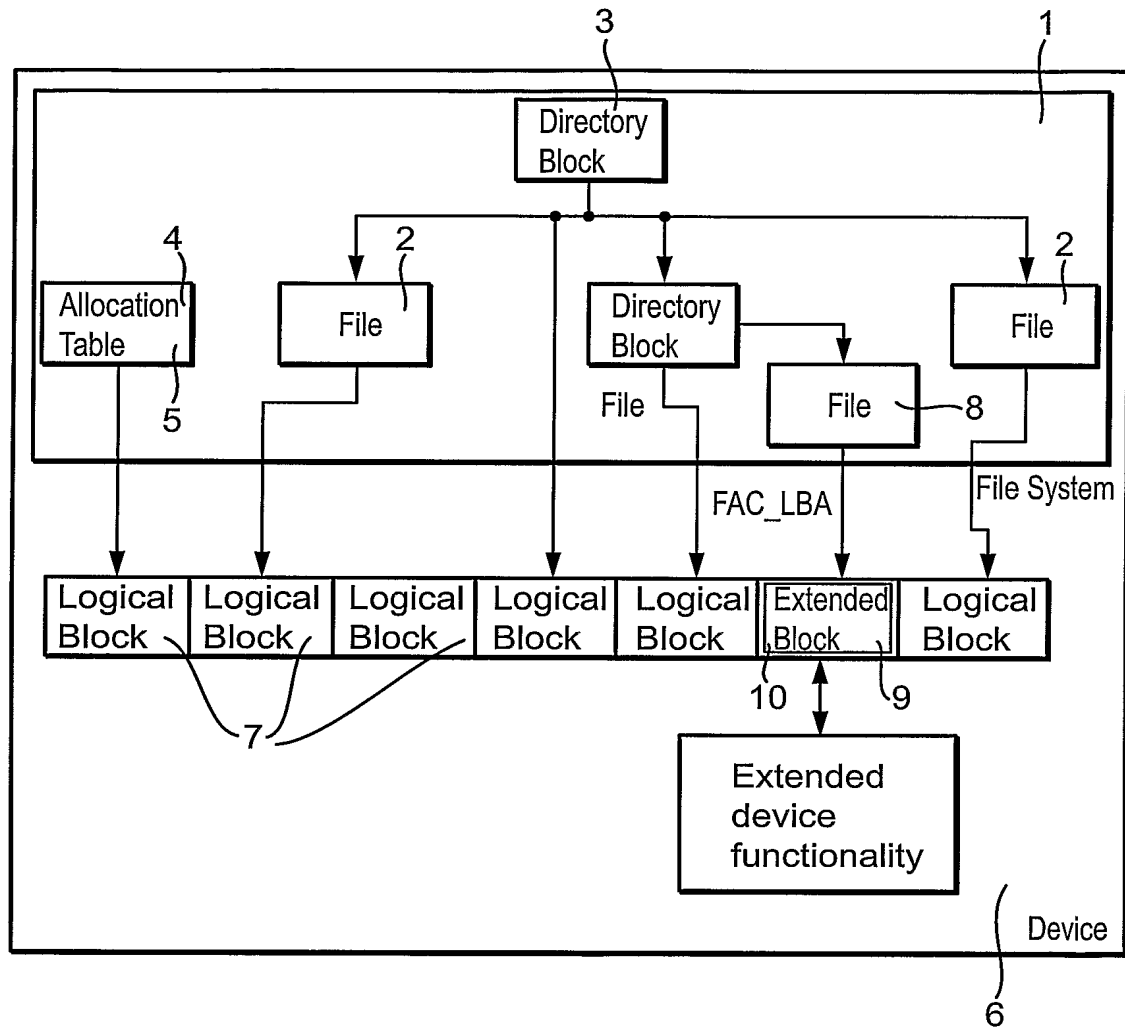 3
1
Directory
Block
4
2
2
Allocation
Table
File
Directory
Block
File
5
File
File
8
FAC_LBA
File System
Logical
Block
Logical
Block
Logical
Block
Logical
Block
Logical
Block
Extended
Block
Logical
Block
10
9
7
Extended
device
functionality
Device
6